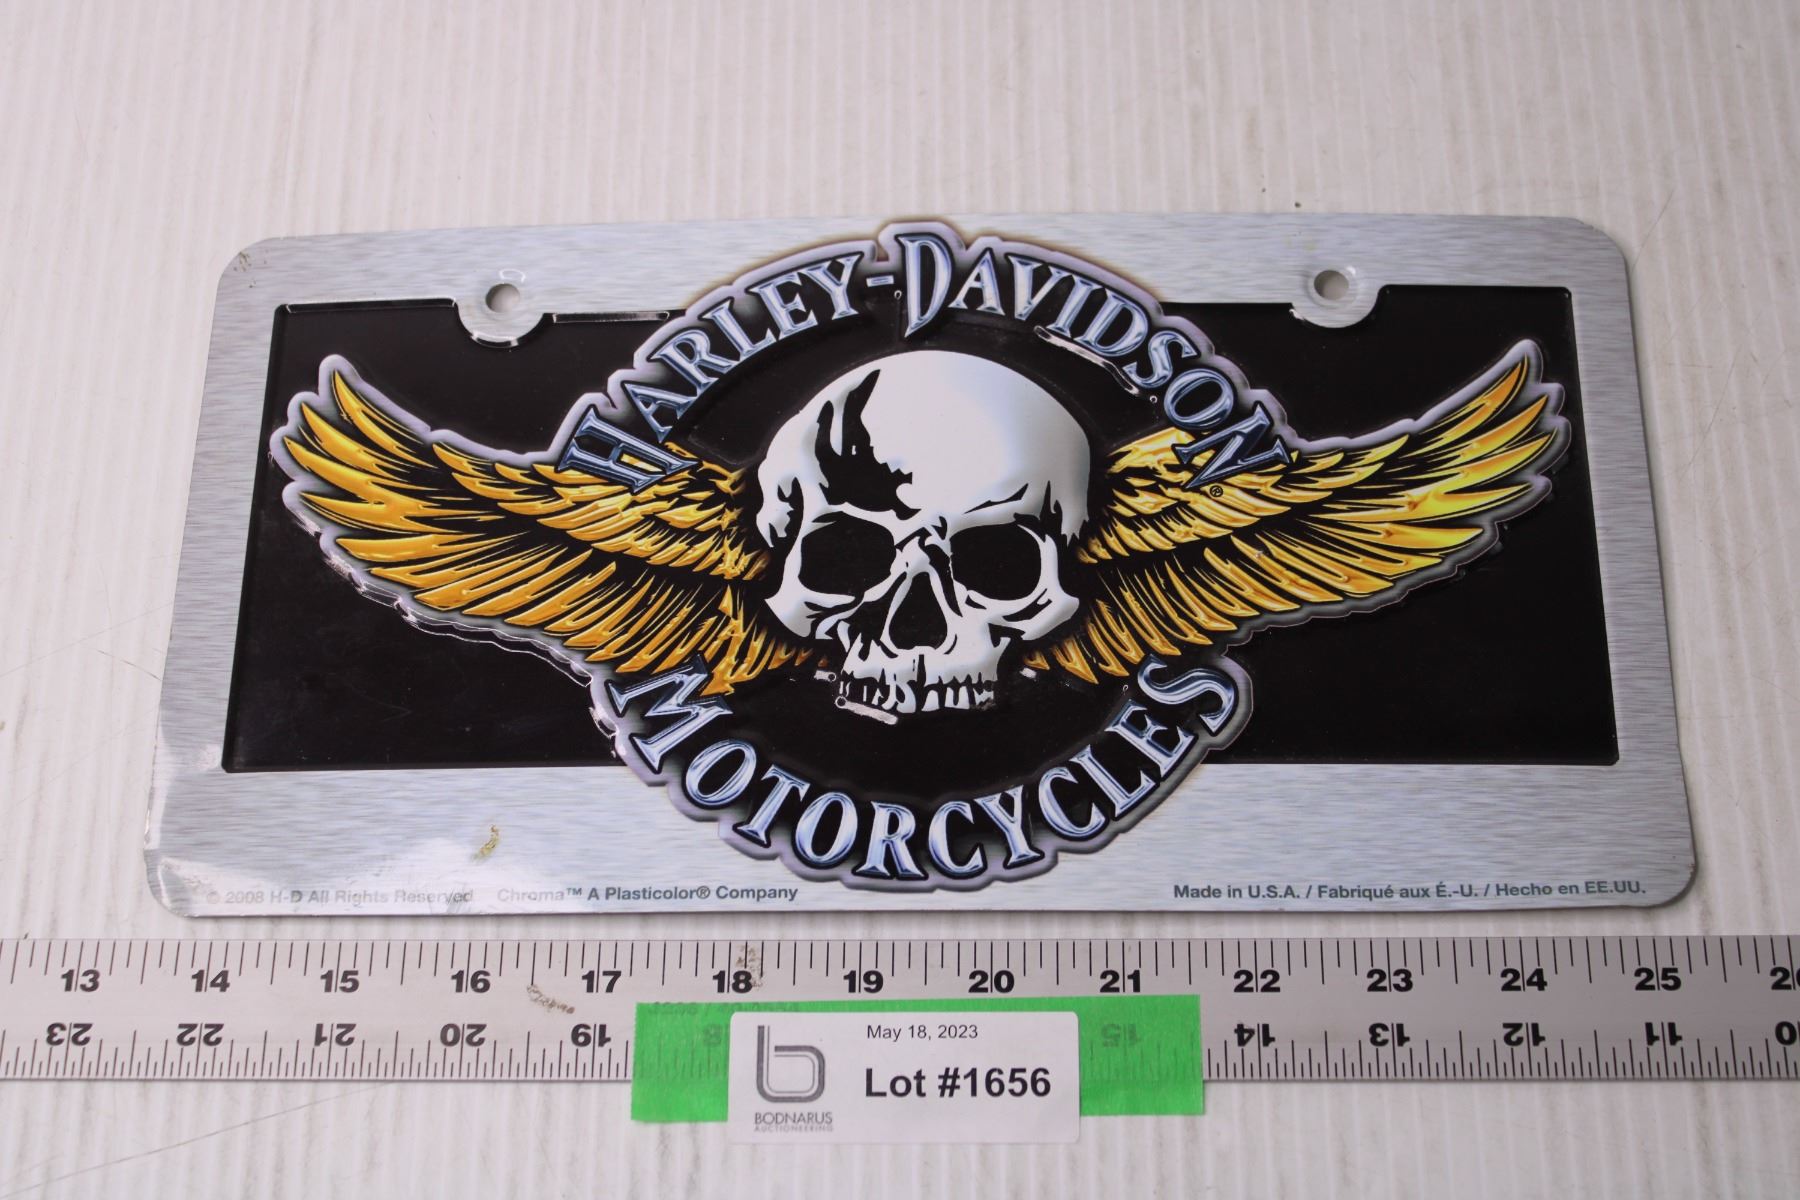 HARLEY-DAVIDSON
®
MOTORCYCLES
© 2008 H-D All Rights Reserved Chroma™ A Plasticolor® Company
Made in U.S.A. / Fabriqué aux É.-U. / Hecho en EE.UU.
13 14 15 16 17 18 19 20 21 22 23 24 25
23 22 21 20 19 18 15 14 13 12 11
May 18, 2023
Lot #1656
BODNARUS
AUCTIONEERING